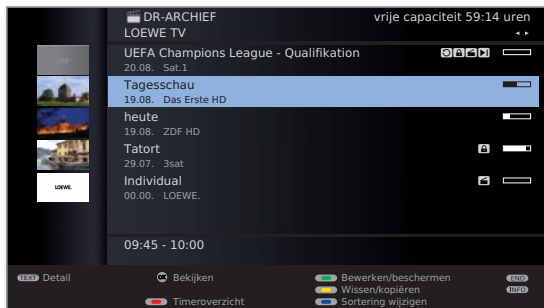 DR-ARCHIEF vrije capaciteit 59:14 uren
LOEWE TV
UEFA Champions League - Qualifikation
20.08. Sat.1
Tagesschau
19.08. Das Erste HD
heute
19.08. ZDF HD
Tatort
29.07. 3sat
Individual
00.00. LOEWE.
LOEWE.
09:45 - 10:00
TEXT Detail OK Bekijken Bewerken/beschermen END
Wissen/kopiëren INFO
Timeroverzicht Sortering wijzigen